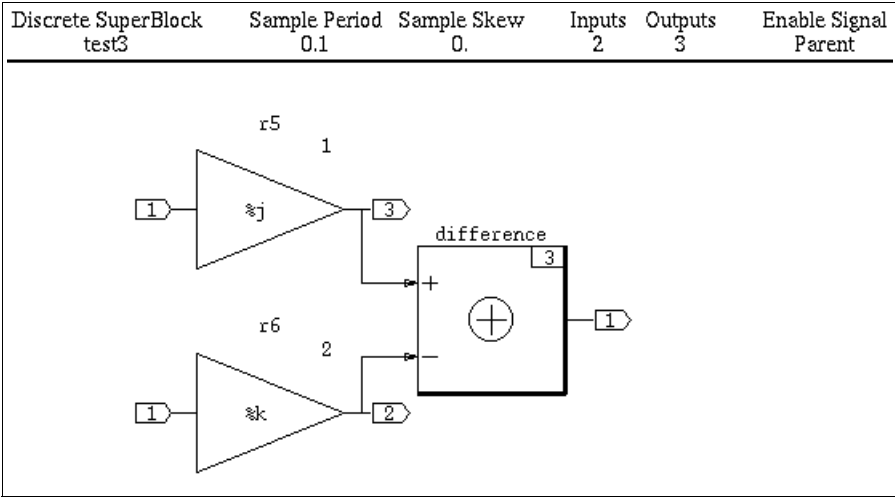 Discrete SuperBlock Sample Period Sample Skew Inputs Outputs Enable Signal
test3 0.1 0. 2 3 Parent
r5
1
1 %j 3
difference
3
+
+
1
r6
2
−
1 %k 2